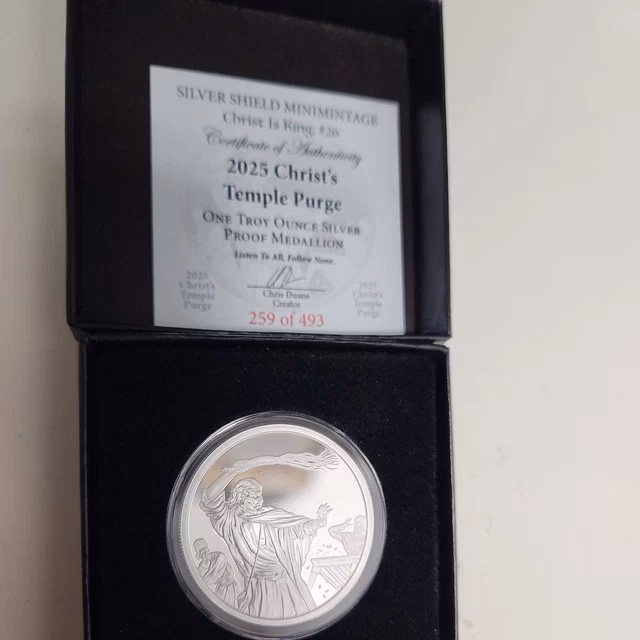 SILVER SHIELD MINIMINTAGE
Christ Is King, #26
Certificate of Authenticity
2025 Christ's
Temple Purge
ONE TROY OUNCE SILVER
PROOF MEDALLION
Listen To All, Follow None.
2025
Christ's
Temple
Purge
Chris Duane
Creator
2025
Christ's
Temple
Purge
259 of 493